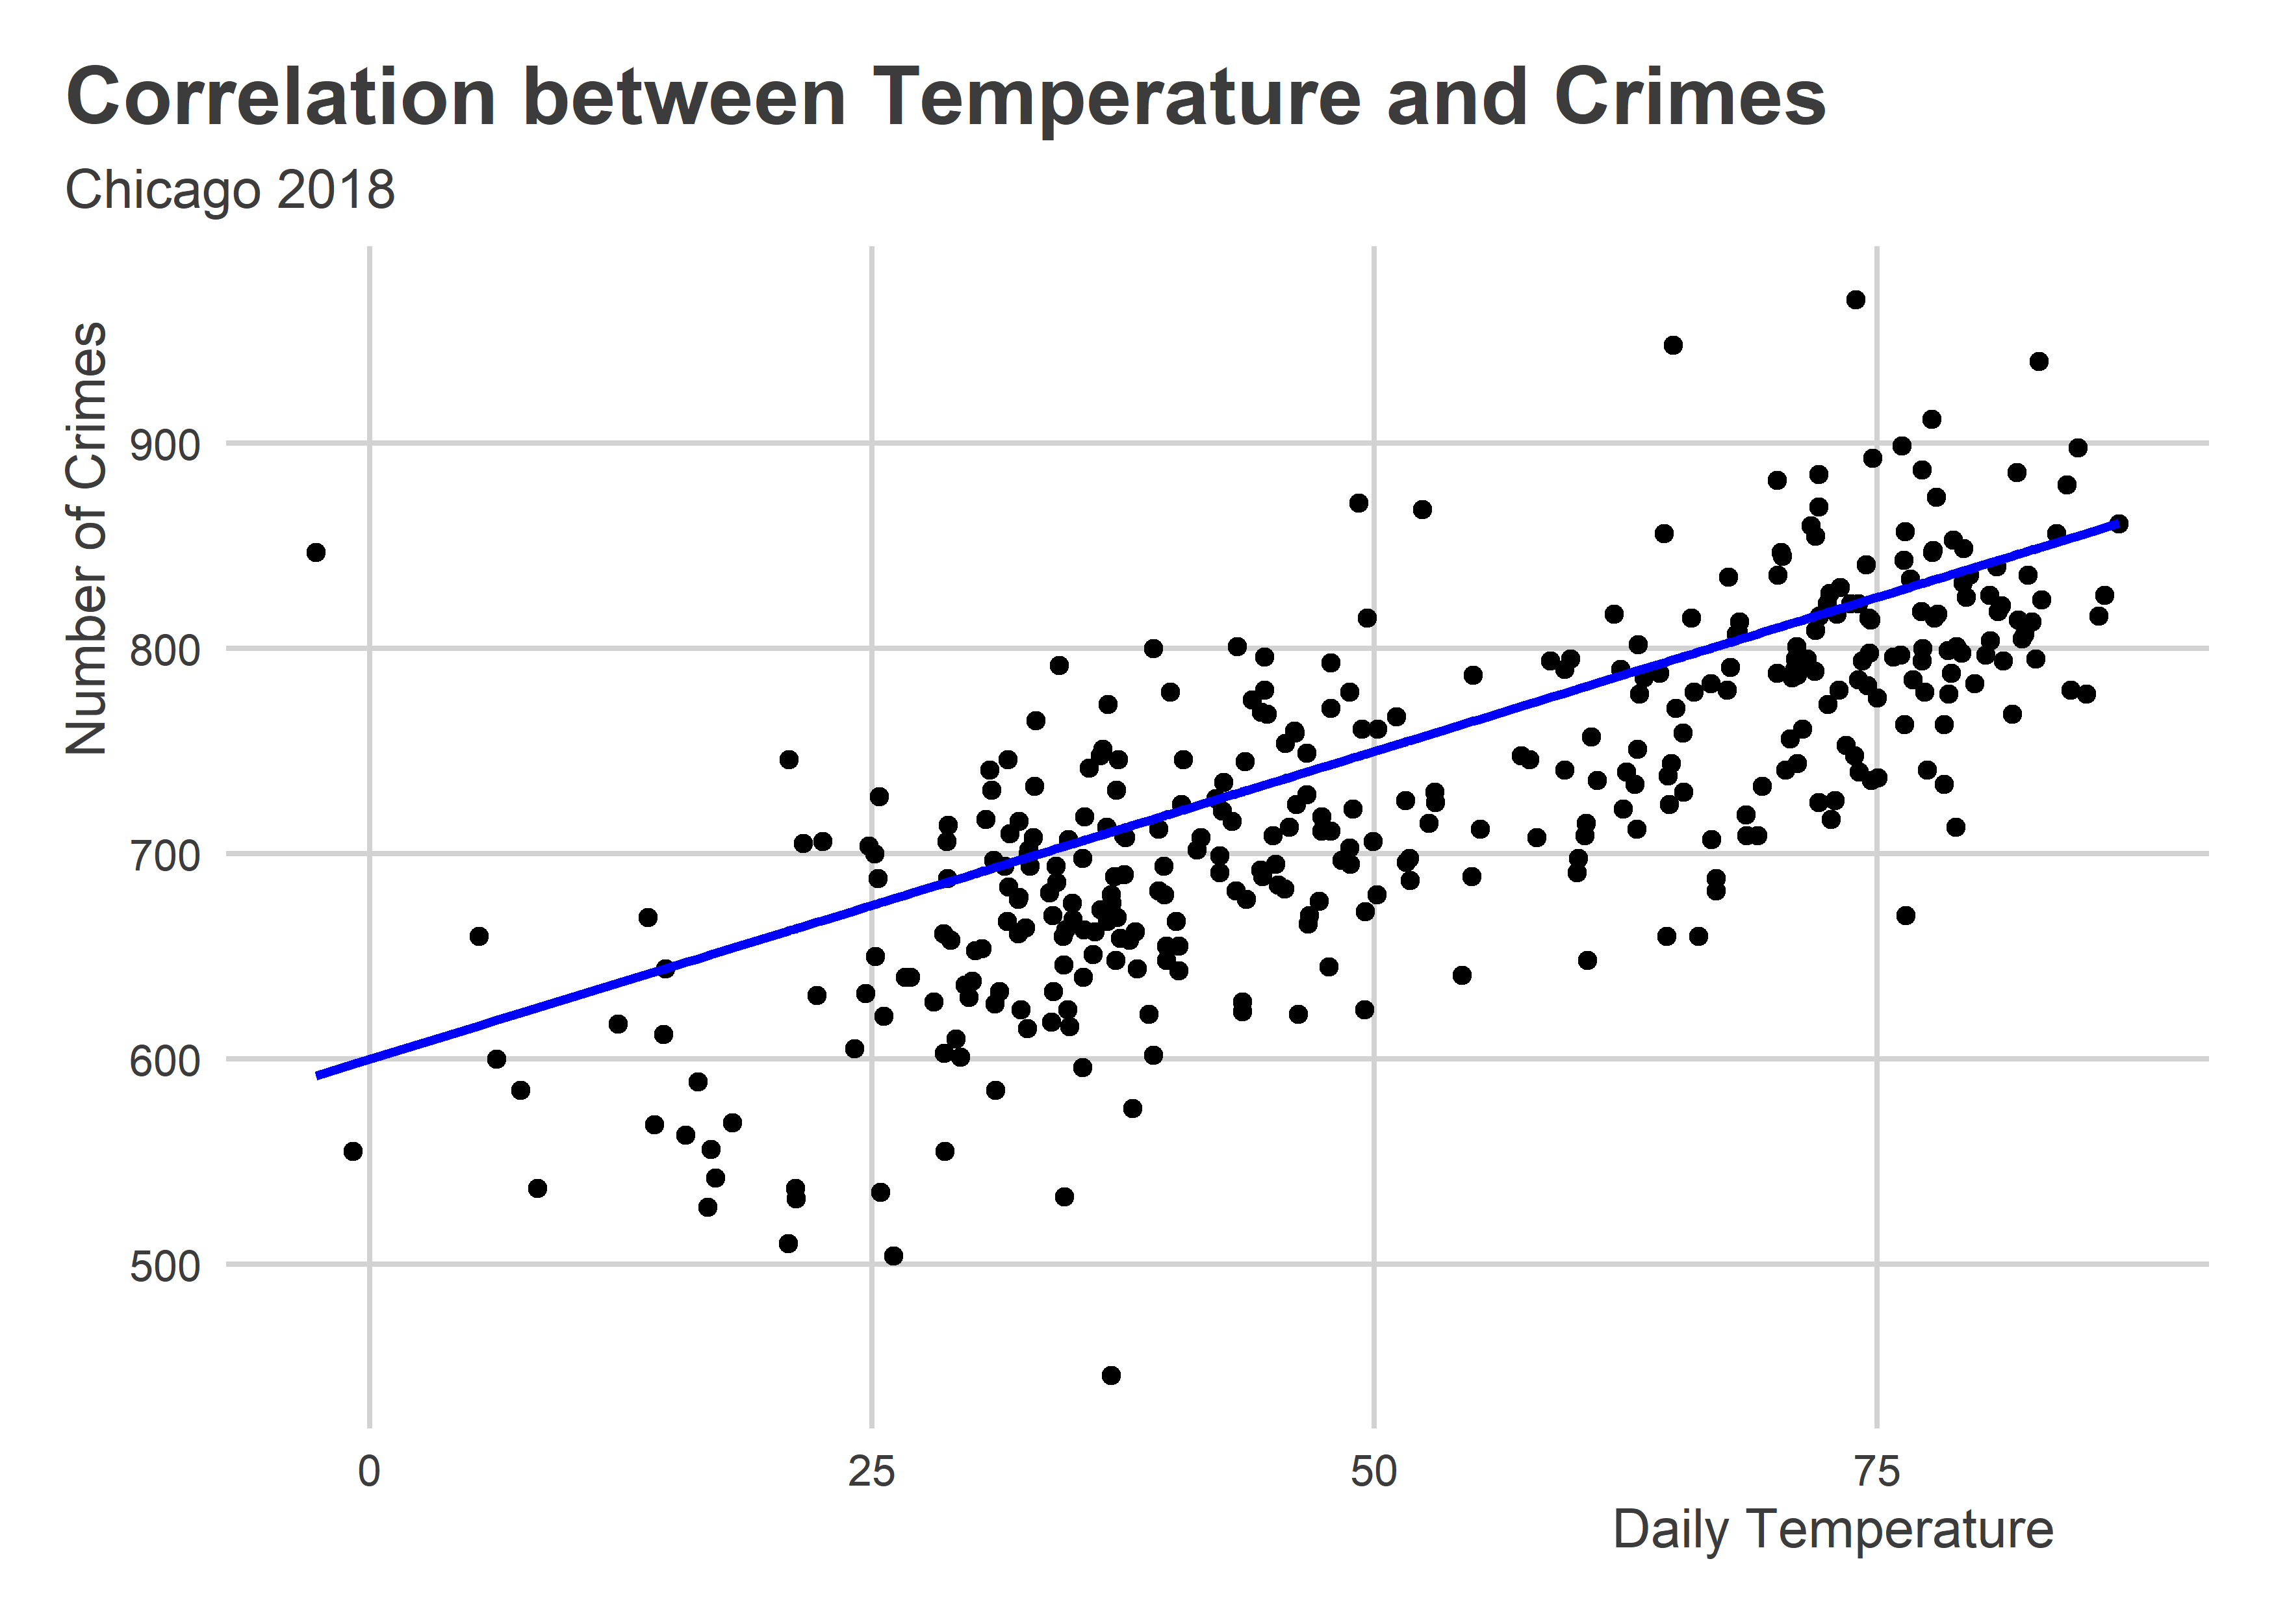 Correlation between Temperature and Crimes
Chicago 2018
Number of Crimes
900
800
700
600
500
0 25 50 75
Daily Temperature